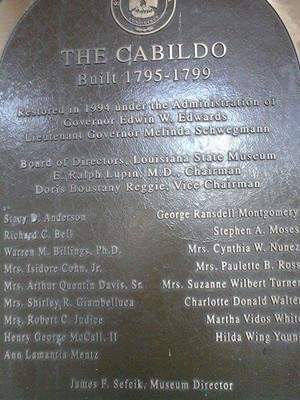 THE CABILDO
Built 1795-1799
Restored in 1994 under the Administration of
Governor Edwin W. Edwards
Lieutenant Governor Melinda Schwegmann
Board of Directors, Louisiana State Museum
E. Ralph Lupin, M.D., Chairman
Doris Boustany Reggie, Vice Chairman
Stacy D. Anderson
Richard C. Bell
Warren M. Billings, Ph.D.
Mrs. Isidore Cohn, Jr.
Mrs. Arthur Quentin Davis, Sr.
Mrs. Shirley R. Giambelluca
Mrs. Robert C. Judice
Henry George McCall, II
Ann Lamantia Mentz
George Ransdell Montgomery
Stephen A. Moses
Mrs. Cynthia W. Nunez
Mrs. Paulette B. Ross
Mrs. Suzanne Wilbert Turner
Charlotte Donald Walter
Martha Vidos White
Hilda Wing Young
James F. Sefcik, Museum Director